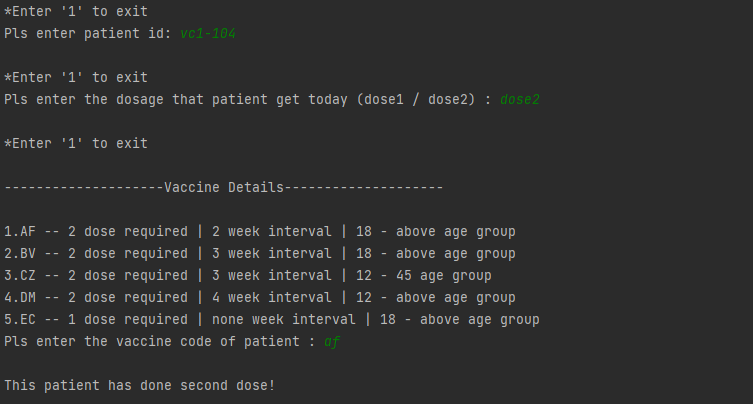 *Enter '1' to exit
Pls enter patient id: vc1-104
*Enter '1' to exit
Pls enter the dosage that patient get today (dose1 / dose2) : dose2
*Enter '1' to exit
--------------------Vaccine Details--------------------
1.AF -- 2 dose required | 2 week interval | 18 - above age group
2.BV -- 2 dose required | 3 week interval | 18 - above age group
3.CZ -- 2 dose required | 3 week interval | 12 - 45 age group
4.DM -- 2 dose required | 4 week interval | 12 - above age group
5.EC -- 1 dose required | none week interval | 18 - above age group
Pls enter the vaccine code of patient : af
This patient has done second dose!